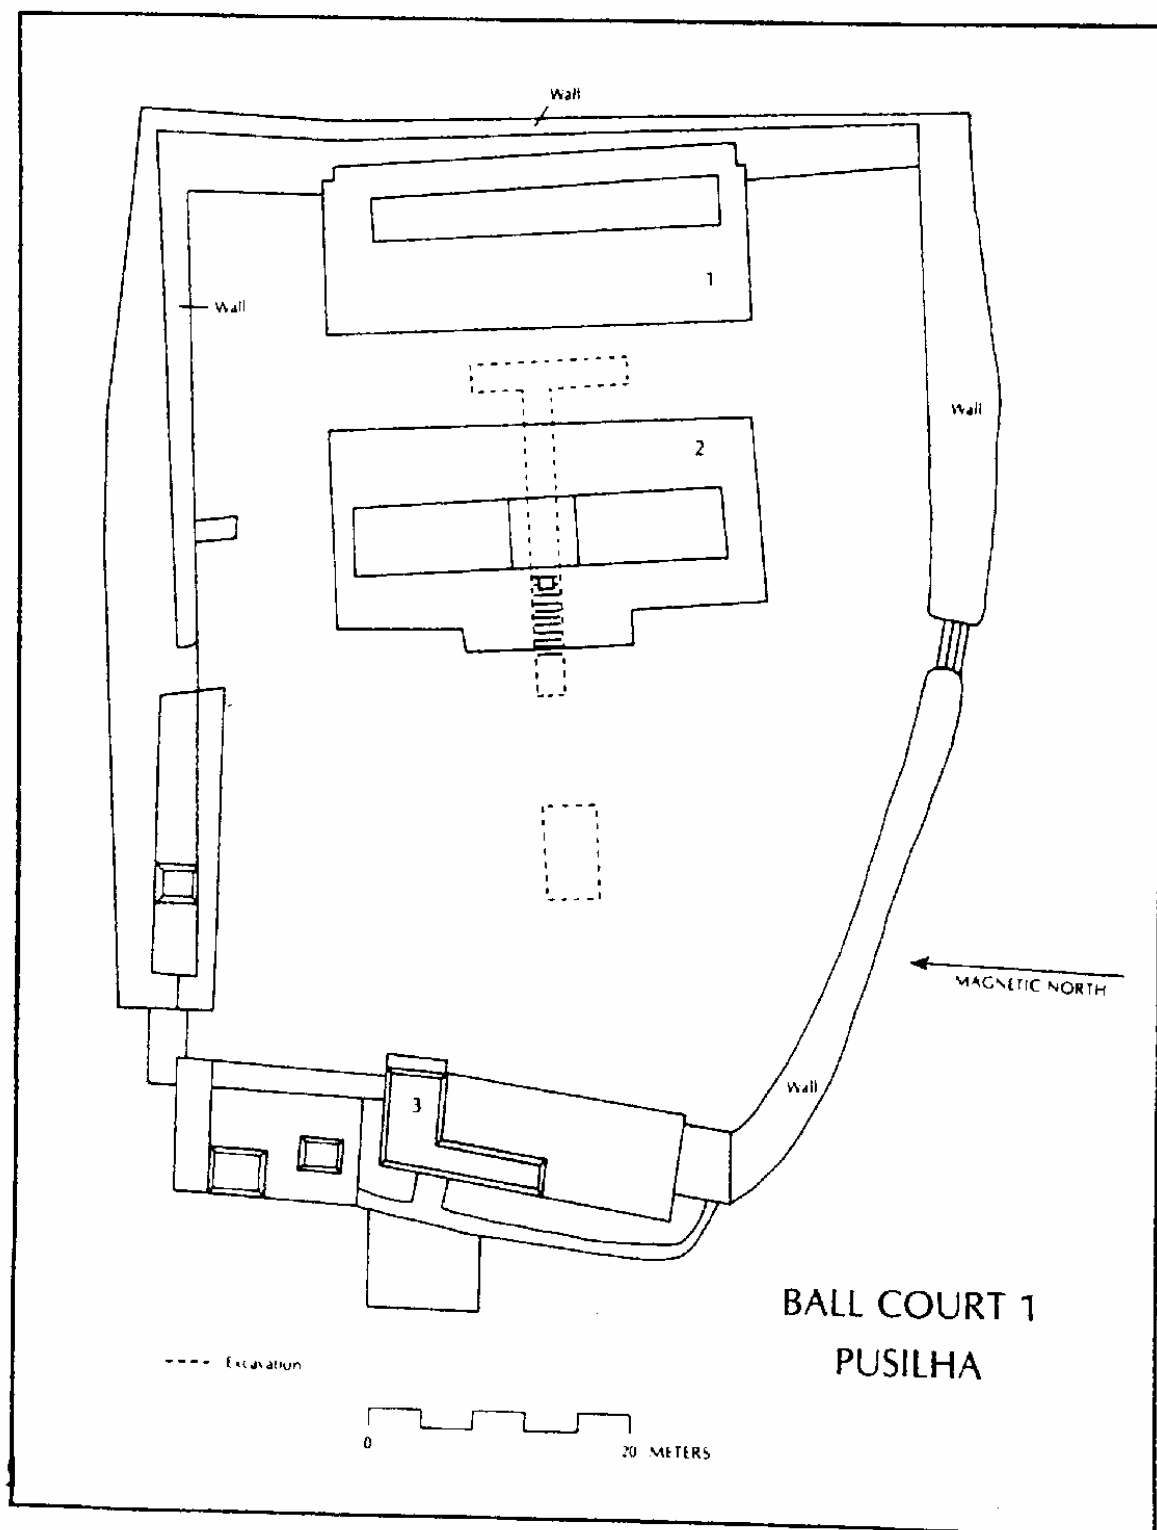 Wall
1
Wall
Wall
2
MAGNETIC NORTH
Wall
3
BALL COURT 1
PUSILHA
Excavation
0
20 METERS